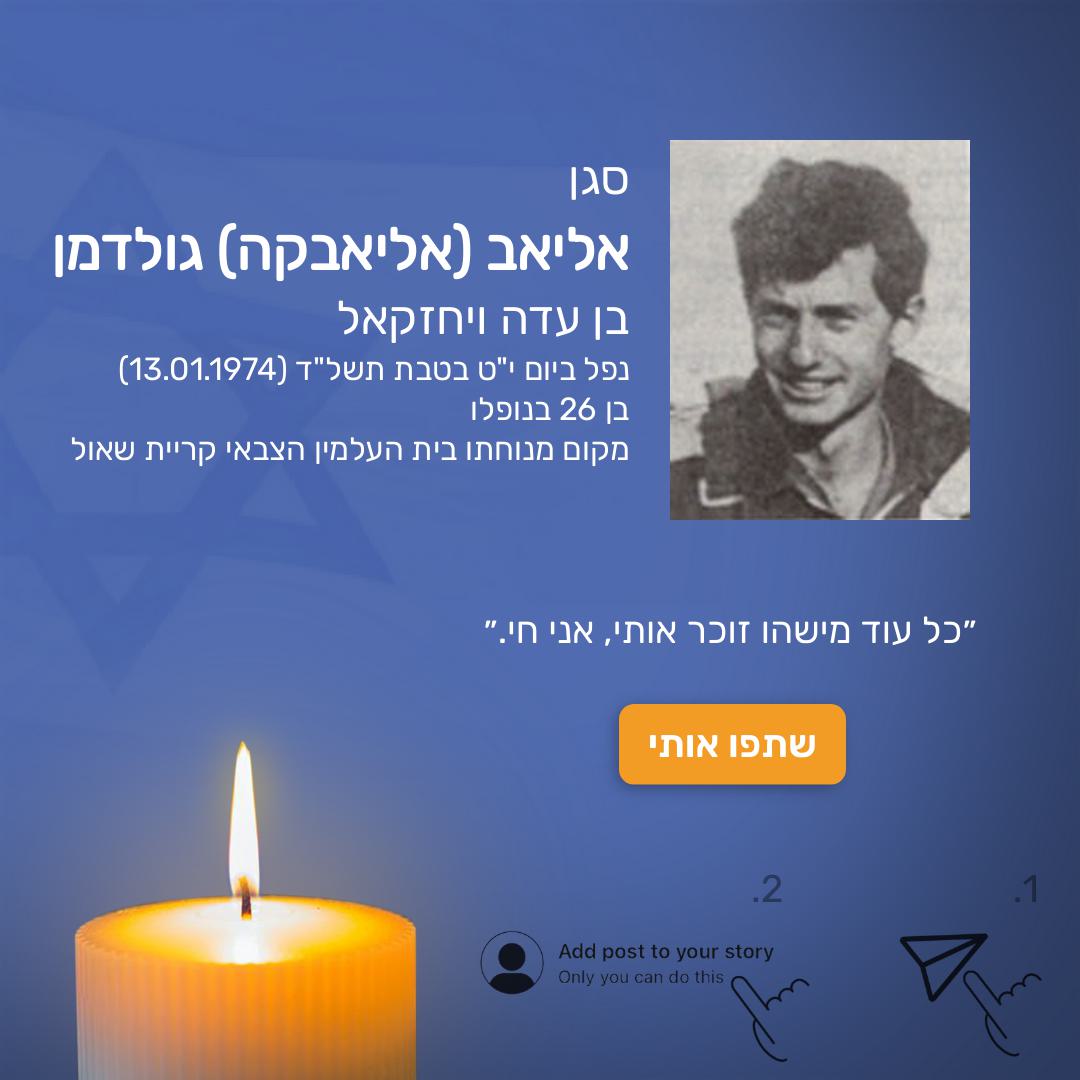 סגן
אליאב (אליאבקה) גולדמן
בן עדה ויחזקאל
נפל ביום י"ט בטבת תשל"ד (13.01.1974)
בן 26 בנופלו
מקום מנוחתו בית העלמין הצבאי קריית שאול
״כל עוד מישהו זוכר אותי, אני חי.״
שתפו אותי
1.
2.
Add post to your story
Only you can do this